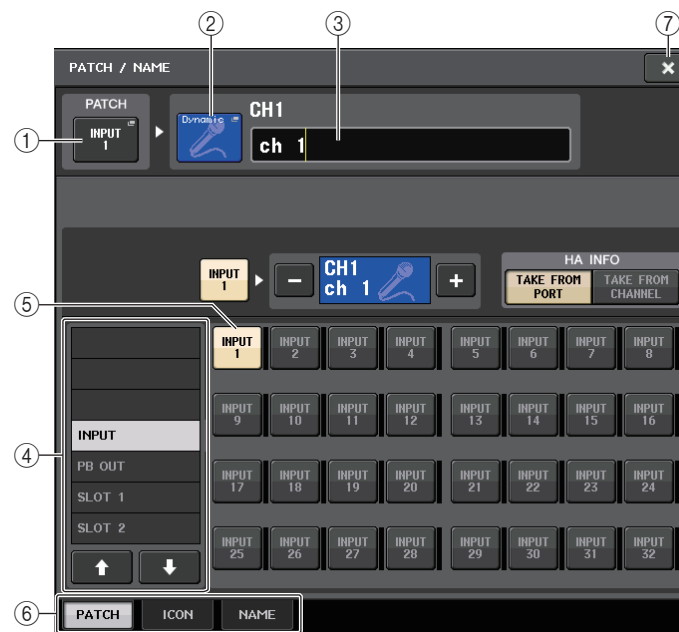 ② ③ ⑦
PATCH / NAME
×
PATCH
CH1
①
INPUT
1
Dynamic
ch 1
INPUT
1
−
CH1
ch 1
+
HA INFO
TAKE FROM
PORT
TAKE FROM
CHANNEL
⑤
INPUT
1
INPUT
2
INPUT
3
INPUT
4
INPUT
5
INPUT
6
INPUT
7
INPUT
8
INPUT
9
INPUT
10
INPUT
11
INPUT
12
INPUT
13
INPUT
14
INPUT
15
INPUT
16
④
INPUT
PB OUT
SLOT 1
SLOT 2
INPUT
17
INPUT
18
INPUT
19
INPUT
20
INPUT
21
INPUT
22
INPUT
23
INPUT
24
INPUT
25
INPUT
26
INPUT
27
INPUT
28
INPUT
29
INPUT
30
INPUT
31
INPUT
32
⑥
PATCH ICON NAME